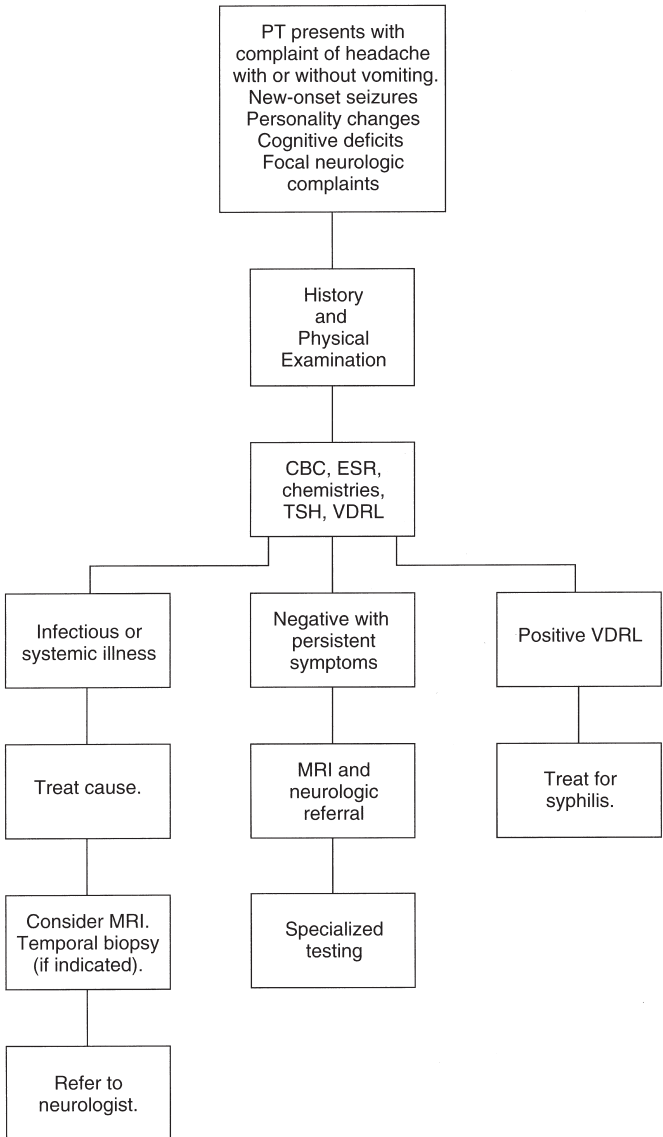 PT presents with
complaint of headache
with or without vomiting.
New-onset seizures
Personality changes
Cognitive deficits
Focal neurologic
complaints
History
and
Physical
Examination
CBC, ESR,
chemistries,
TSH, VDRL
Infectious or
systemic illness
Treat cause.
Consider MRI.
Temporal biopsy
(if indicated).
Refer to
neurologist.
Negative with
persistent
symptoms
MRI and
neurologic
referral
Specialized
testing
Positive VDRL
Treat for
syphilis.